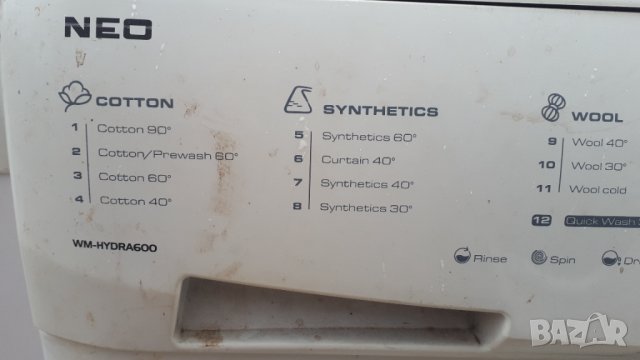 NEO
COTTON
1 Cotton 90°
2 Cotton/Prewash 60°
3 Cotton 60°
4 Cotton 40°
SYNTHETICS
5 Synthetics 60°
6 Curtain 40°
7 Synthetics 40°
8 Synthetics 30°
WOOL
9 Wool 40°
10 Wool 30°
11 Wool cold
12 Quick Wash
WM-HYDRA600
Rinse Spin
BAZAR.bg